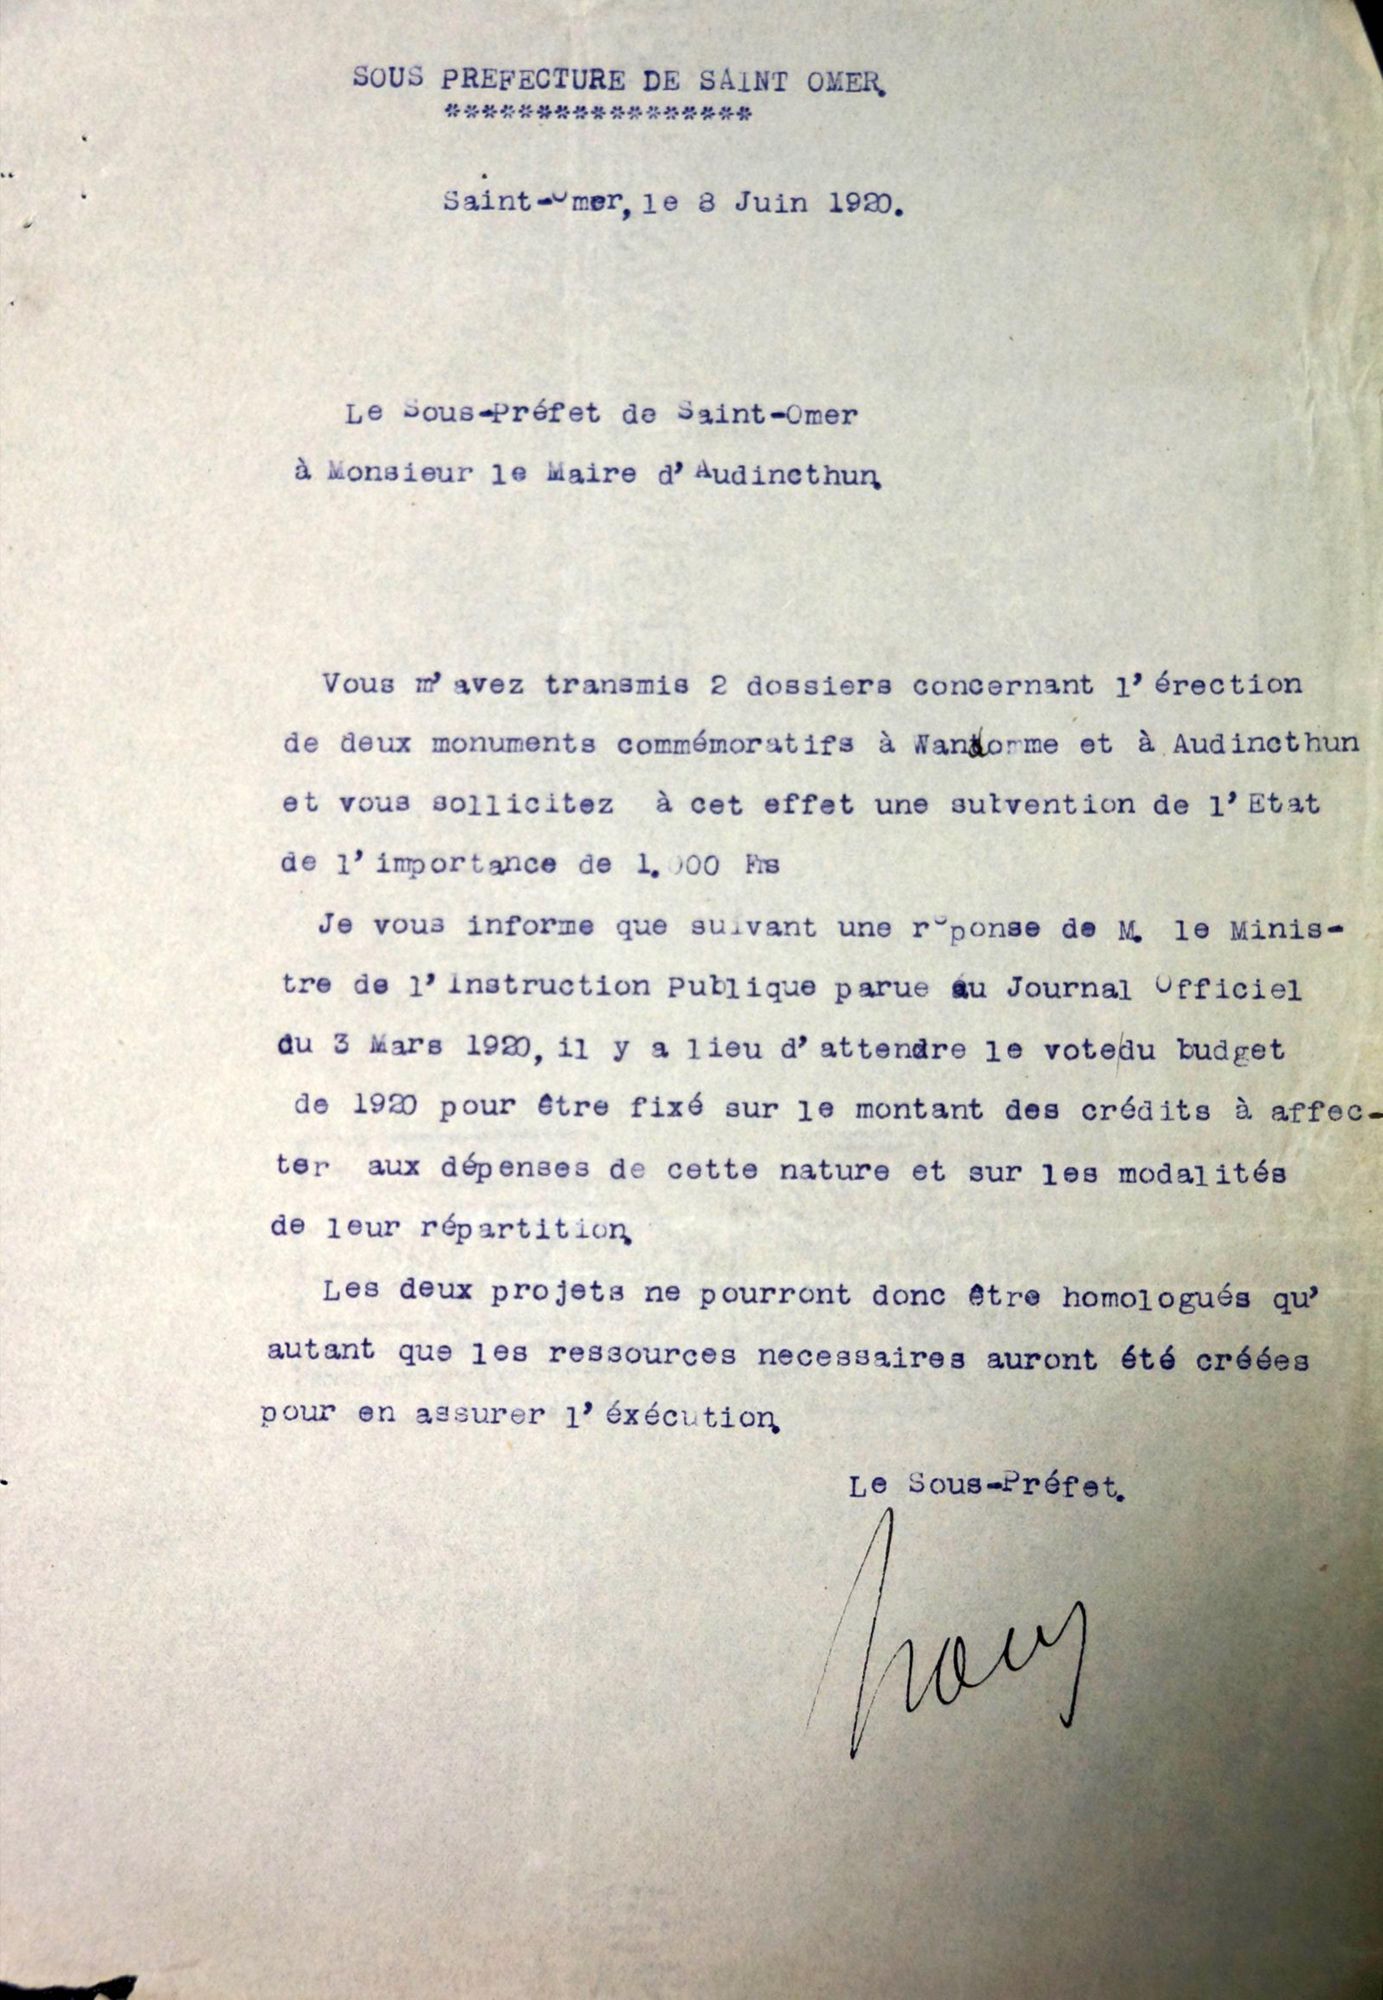 SOUS PREFECTURE DE SAINT OMER.
*****************
Saint-Omer, le 8 Juin 1920.
Le Sous-Préfet de Saint-Omer
à Monsieur le Maire d'Audincthun.
Vous m'avez transmis 2 dossiers concernant l'érection
de deux monuments commémoratifs à Wandonme et à Audincthun
et vous sollicitez à cet effet une subvention de l'Etat
de l'importance de 1.000 Frs
Je vous informe que suivant une réponse de M. le Minis-
tre de l'Instruction Publique parue au Journal Officiel
du 3 Mars 1920, il y a lieu d'attendre le vote du budget
de 1920 pour être fixé sur le montant des crédits à affec-
ter aux dépenses de cette nature et sur les modalités
de leur répartition.
Les deux projets ne pourront donc être homologués qu'
autant que les ressources necessaires auront été créées
pour en assurer l'éxécution.
Le Sous-Préfet.